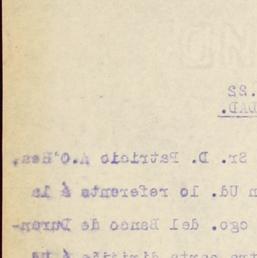 .22
DAD.
Sr. D. Patricio A.O'Hea,
n Ud. lo referente á la
ogo. del Banco de Duran-